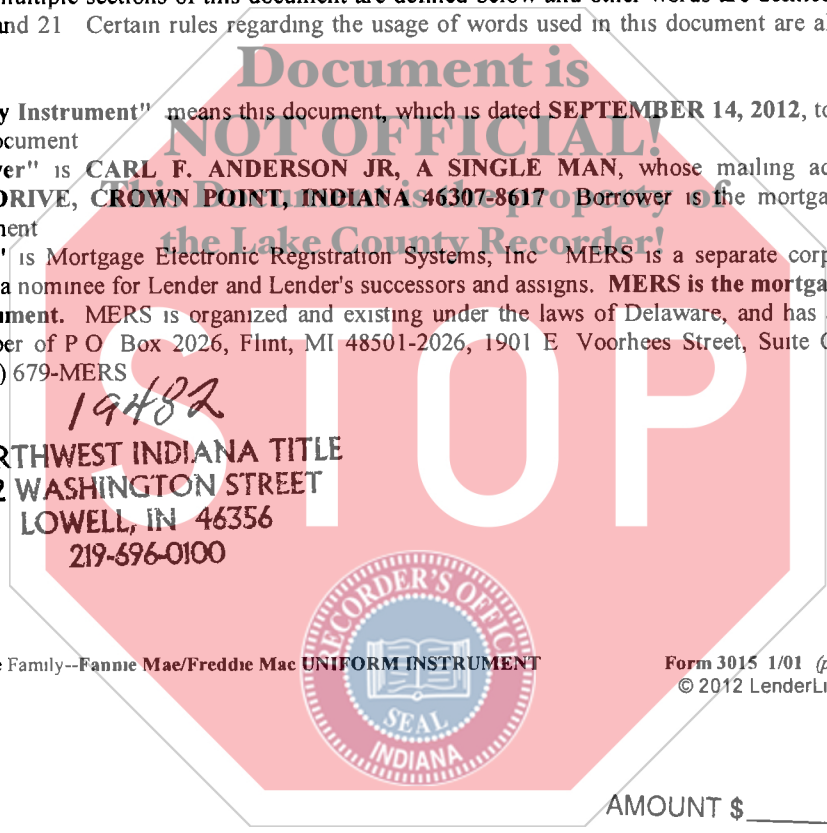 multiple sections of this document are defined below and other words are defined
and 21 Certain rules regarding the usage of words used in this document are al
Document is
y Instrument" means this document, which is dated SEPTEMBER 14, 2012, to
NOT OFFICIAL!
ocument
er" is CARL F. ANDERSON JR, A SINGLE MAN, whose mailing ad
This Document is the property of
DRIVE, CROWN POINT, INDIANA 46307-8617 Borrower is the mortga
ent
the Lake County Recorder!
" is Mortgage Electronic Registration Systems, Inc MERS is a separate corp
a nominee for Lender and Lender's successors and assigns. MERS is the mortga
ument. MERS is organized and existing under the laws of Delaware, and has
er of P O Box 2026, Flint, MI 48501-2026, 1901 E Voorhees Street, Suite C
) 679-MERS
STOP
19482
RTHWEST INDIANA TITLE
2 WASHINGTON STREET
LOWELL, IN 46356
219-696-0100
RECORDER'S OFFICE
SEAL
INDIANA
e Family--Fannie Mae/Freddie Mac UNIFORM INSTRUMENT Form 3015 1/01 (p
© 2012 LenderLi
AMOUNT $